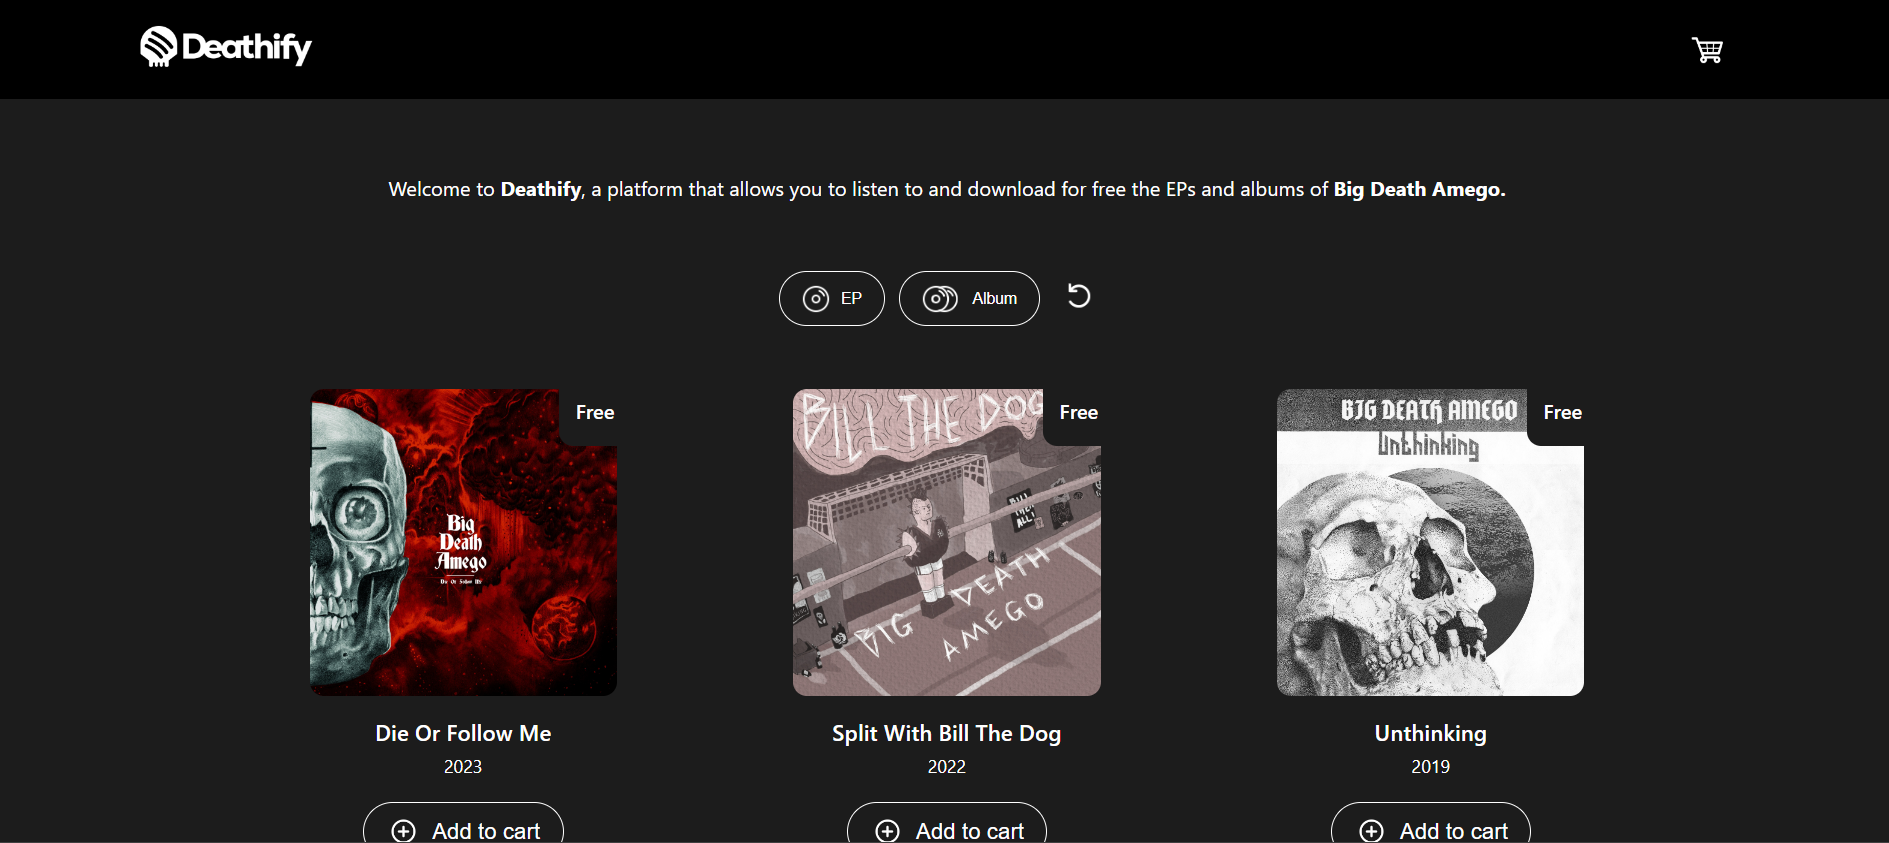 Deathify
Welcome to Deathify, a platform that allows you to listen to and download for free the EPs and albums of Big Death Amego.
EP
Album
Free
Big
Death
Amego
Die Or Follow Me
BILL THE DOG
Free
BILL
THEM
ALL!
BIG DEATH
AMEGO
BIG DEATH AMEGO
Unthinking
Free
Die Or Follow Me
2023
Add to cart
Split With Bill The Dog
2022
Add to cart
Unthinking
2019
Add to cart